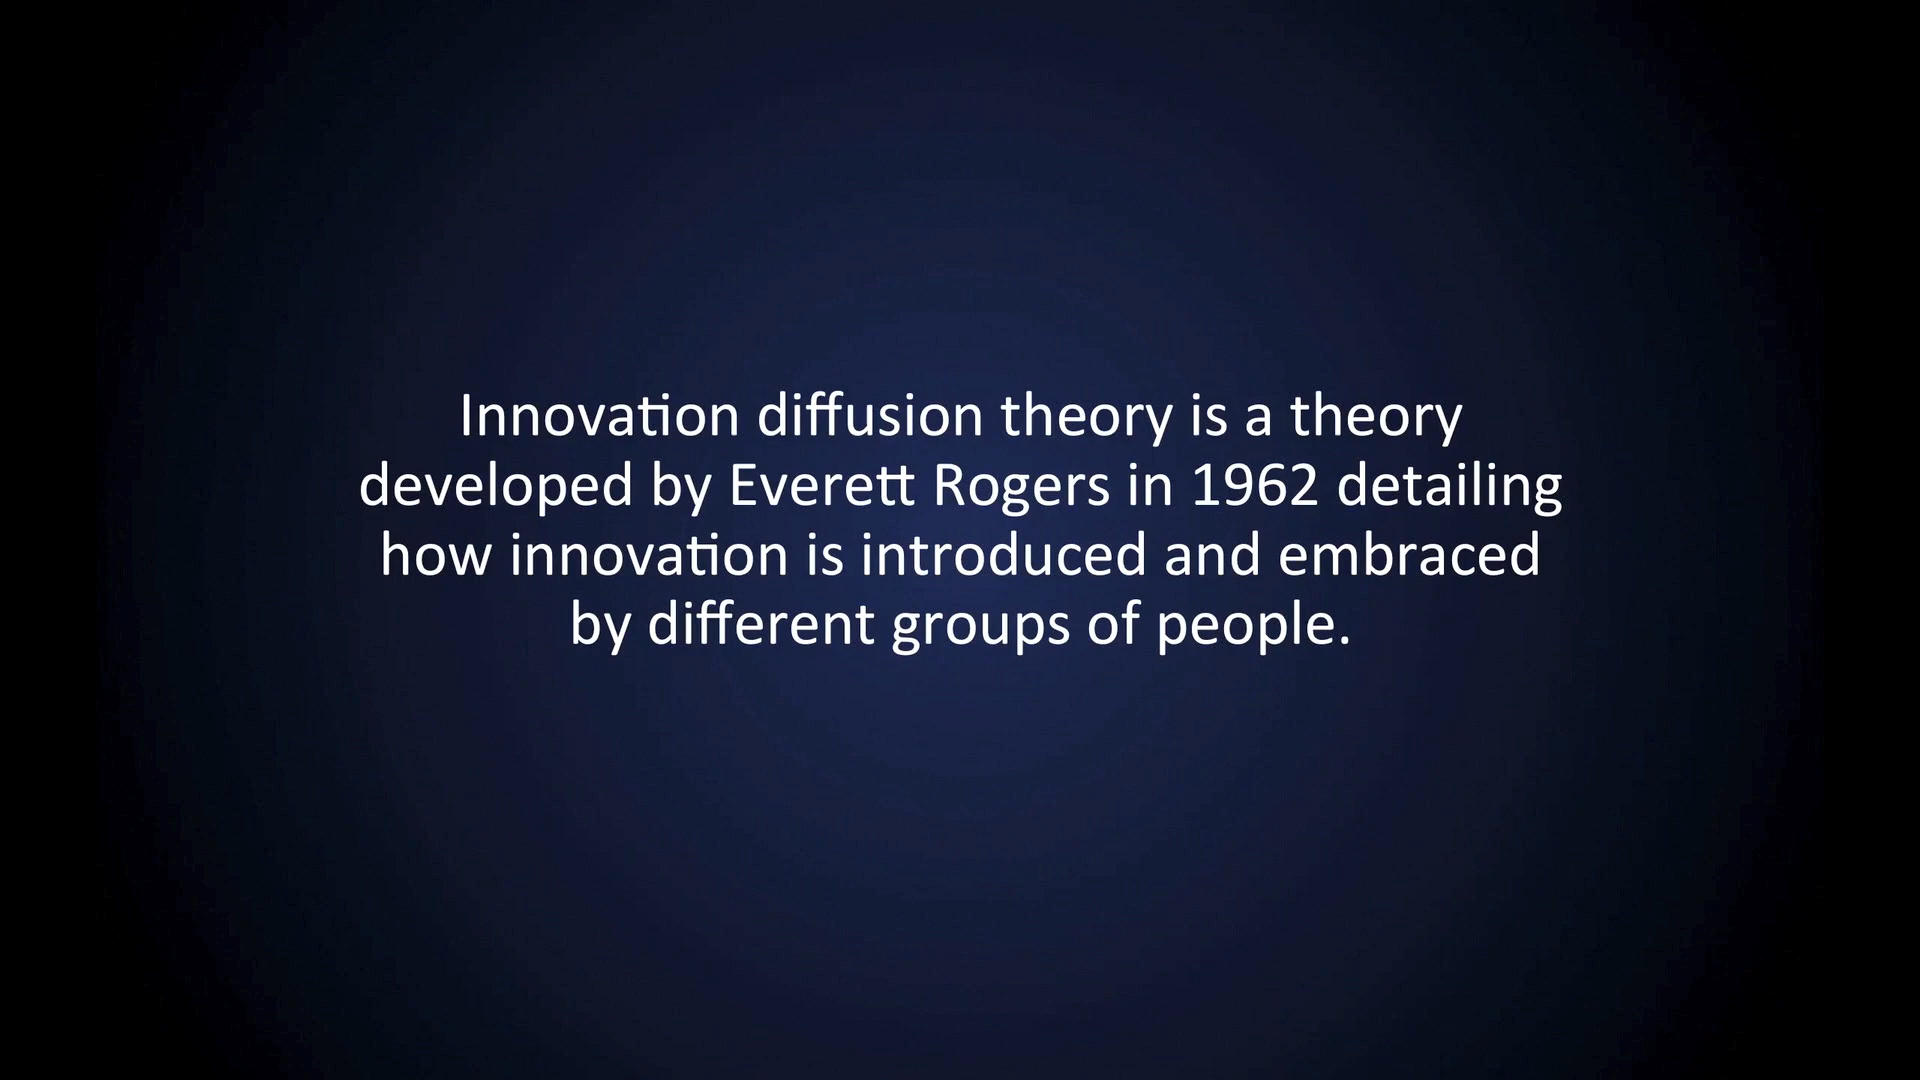 Innovation diffusion theory is a theory
developed by Everett Rogers in 1962 detailing
how innovation is introduced and embraced
by different groups of people.